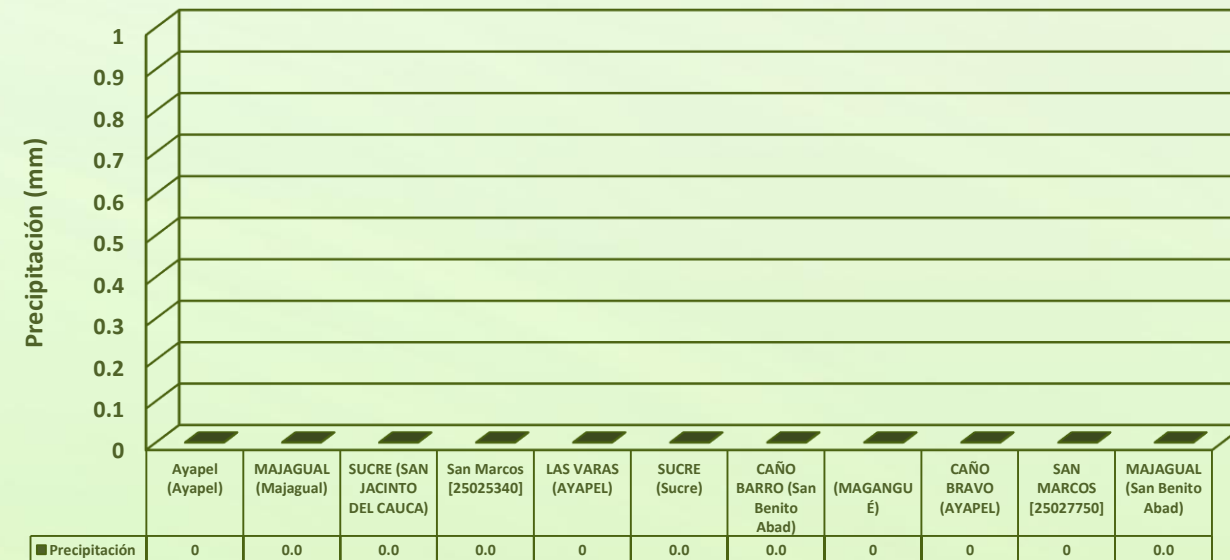 Precipitación (mm)
1
0.9
0.8
0.7
0.6
0.5
0.4
0.3
0.2
0.1
0
Ayapel
(Ayapel)
MAJAGUAL
(Majagual)
SUCRE (SAN
JACINTO
DEL CAUCA)
San Marcos
[25025340]
LAS VARAS
(AYAPEL)
SUCRE
(Sucre)
CAÑO
BARRO (San
Benito
Abad)
(MAGANGU
É)
CAÑO
BRAVO
(AYAPEL)
SAN
MARCOS
[25027750]
MAJAGUAL
(San Benito
Abad)
Precipitación 0 0.0 0.0 0.0 0 0.0 0.0 0 0 0 0.0